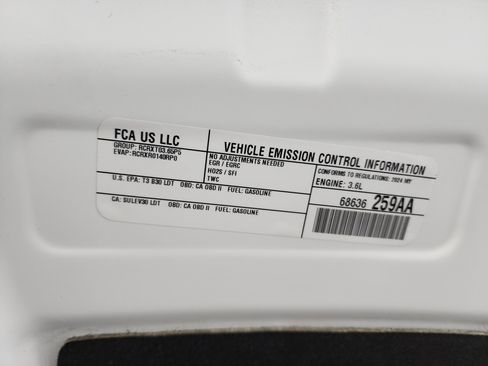 FCA US LLC
GROUP: RCRXT03.65P5
EVAP: RCRXR0140RP0
VEHICLE EMISSION CONTROL INFORMATION
NO ADJUSTMENTS NEEDED
EGR / EGRC
HO2S / SFI
TWC
CONFORMS TO REGULATIONS: 2024 MY
ENGINE: 3.6L
U.S. EPA: T3 B30 LDT OBD: CA OBD II FUEL: GASOLINE
CA: SULEV30 LDT OBD: CA OBD II FUEL: GASOLINE
68636 259AA